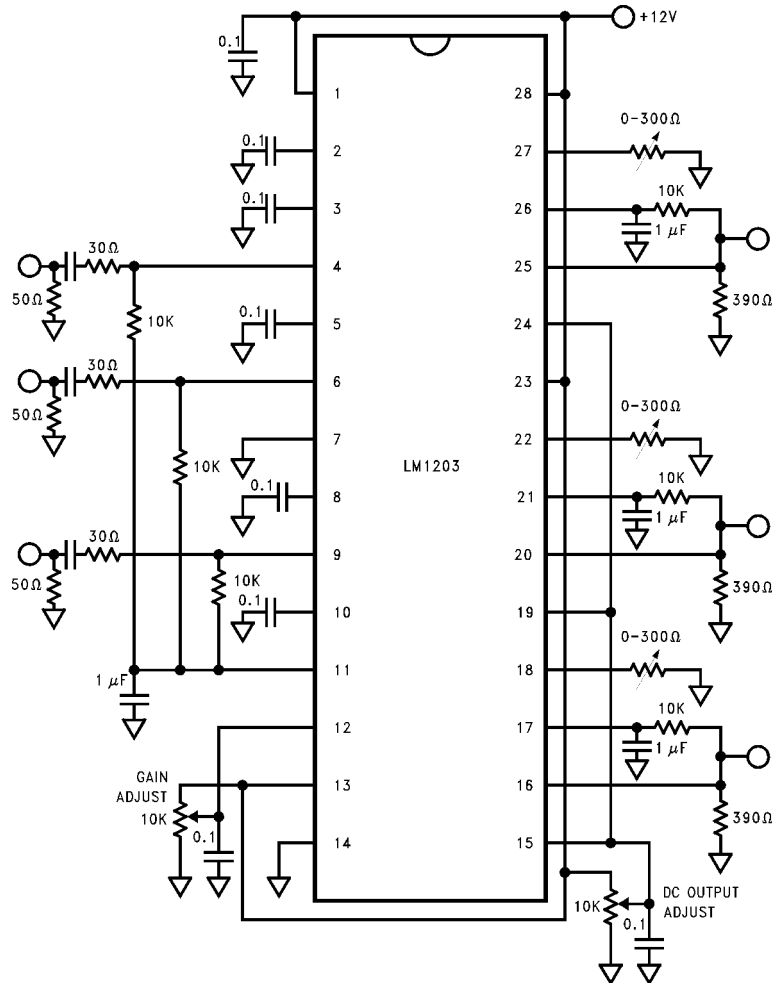 0.1 +12V
1 28
0-300Ω
0.1 2 27
10K
0.1 3 26
1 μF
30Ω
4 25
50Ω 390Ω
10K
0.1 5 24
30Ω
6 23
50Ω 0-300Ω
7 22
10K LM1203 10K
0.1 8 21
1 μF
30Ω
9 20
50Ω 10K 390Ω
0.1 10 19
0-300Ω
11 18
1 μF
10K
12 17
1 μF
GAIN
ADJUST
13 16
10K 390Ω
0.1
14 15
DC OUTPUT
ADJUST
10K
0.1